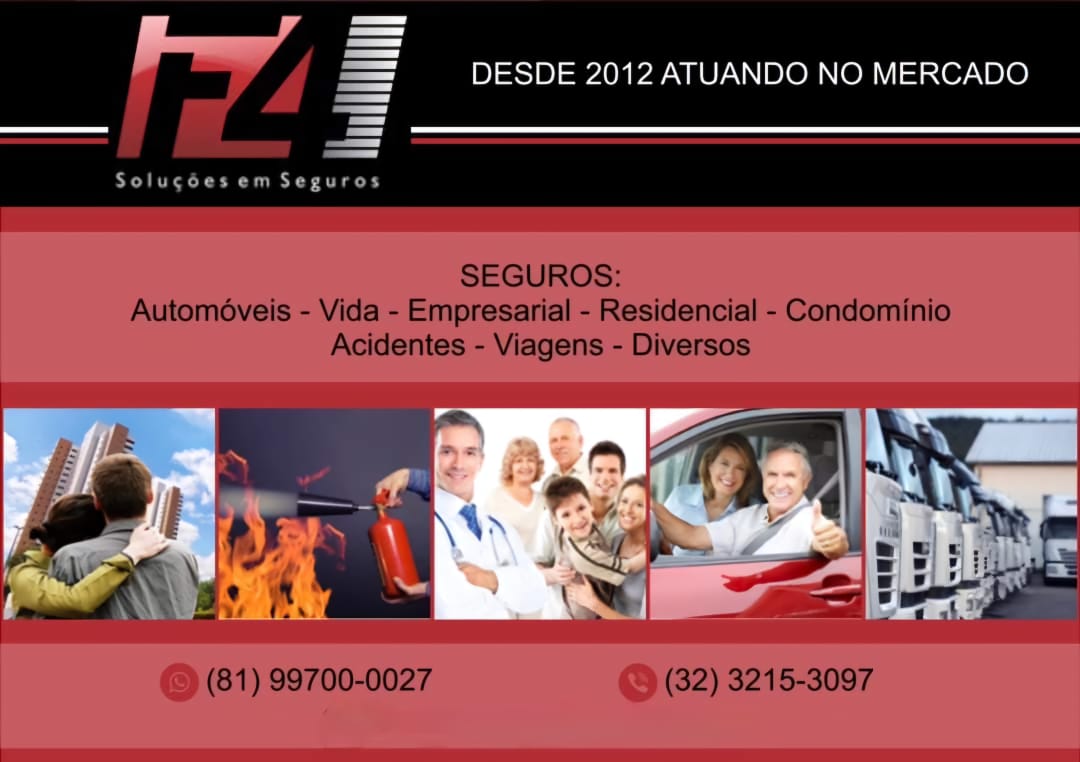 F4
DESDE 2012 ATUANDO NO MERCADO
Soluções em Seguros
SEGUROS:
Automóveis - Vida - Empresarial - Residencial - Condomínio
Acidentes - Viagens - Diversos
(81) 99700-0027
(32) 3215-3097